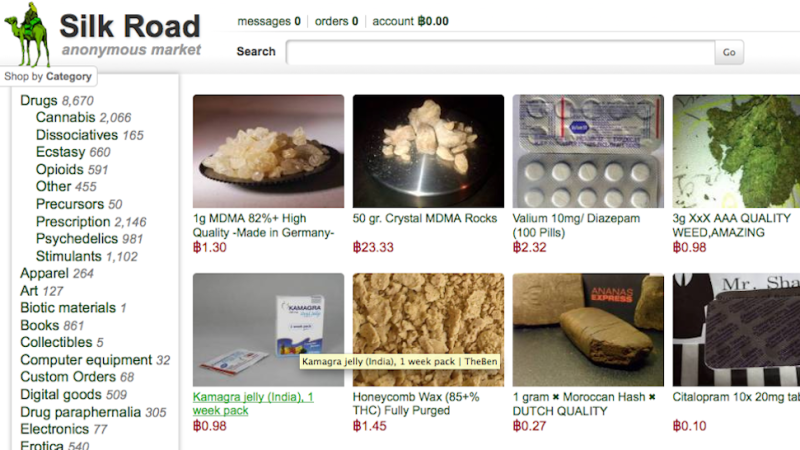 Silk Road
anonymous market
messages 0 orders 0 account ฿0.00
Search
Go
Shop by Category
Drugs 8,670
Cannabis 2,066
Dissociatives 165
Ecstasy 660
Opioids 591
Other 455
Precursors 50
Prescription 2,146
Psychedelics 981
Stimulants 1,102
Apparel 264
Art 127
Biotic materials 1
Books 861
Collectibles 5
Computer equipment 32
Custom Orders 68
Digital goods 509
Drug paraphernalia 305
Electronics 77
Erotica 540
1g MDMA 82%+ High
Quality -Made in Germany-
฿1.30
50 gr. Crystal MDMA Rocks
฿23.33
Valium 10mg/ Diazepam
(100 Pills)
฿2.32
3g XxX AAA QUALITY
WEED,AMAZING
฿0.98
KAMAGRA
1 week pack
Kamagra jelly (India), 1 week pack | TheBen
Kamagra jelly (India), 1
week pack
฿0.98
Honeycomb Wax (85+%
THC) Fully Purged
฿1.45
ANANAS
EXPRESS
1 gram ✖ Moroccan Hash ✖
DUTCH QUALITY
฿0.27
Mr. Sha
Citalopram 10x 20mg tab
฿0.10